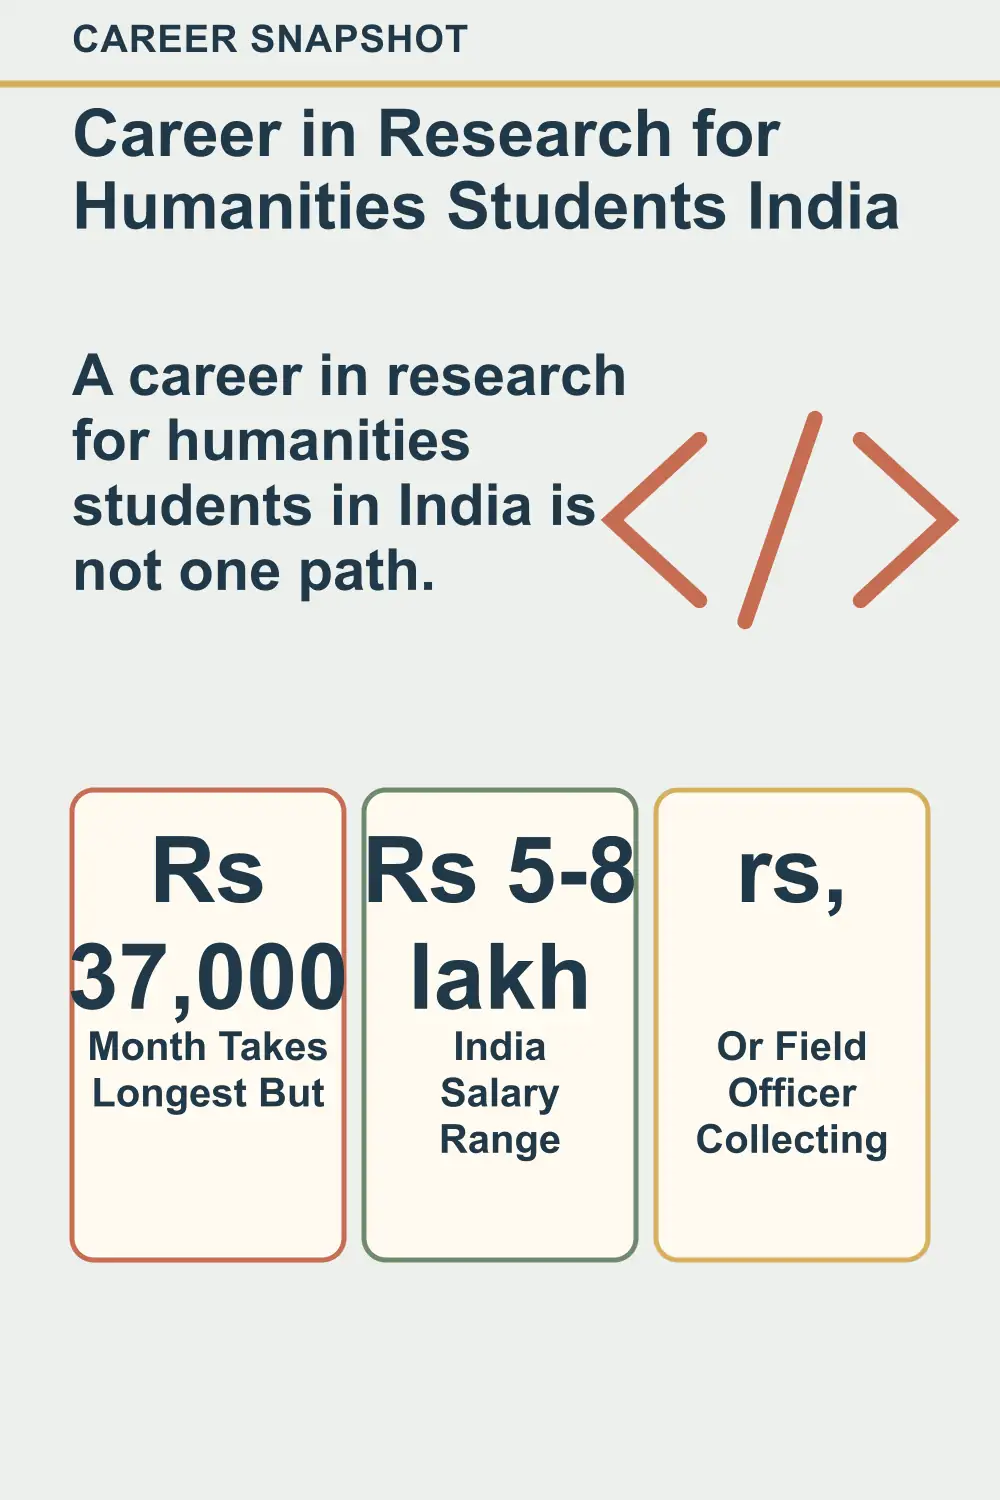 CAREER SNAPSHOT
Career in Research for
Humanities Students India
A career in research
for humanities
students in India is
not one path.
Rs
37,000
Month Takes
Longest But
Rs 5-8
lakh
India
Salary
Range
rs,
Or Field
Officer
Collecting